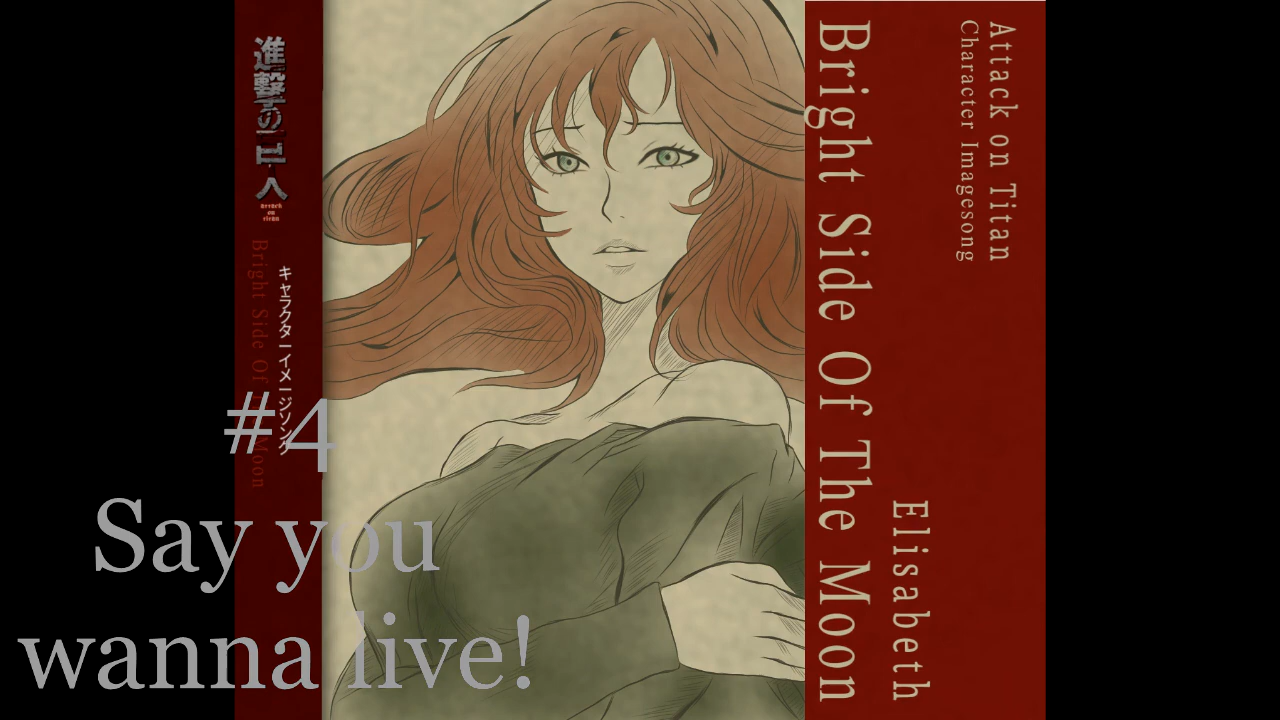 進撃の巨人
attack
on
titan
キャラクターイメージソング
Bright Side Of The Moon
#4
Say you
wanna live!
Attack on Titan
Character Imagesong
Bright Side Of The Moon
Elisabeth